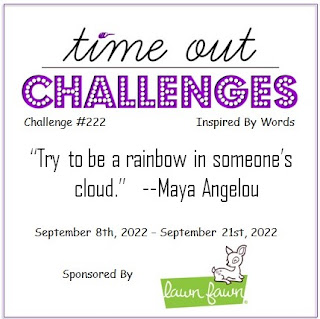 time out
CHALLENGES
Challenge #222 Inspired By Words
“Try to be a rainbow in someone’s
cloud.” --Maya Angelou
September 8th, 2022 – September 21st, 2022
Sponsored By
lawn fawn